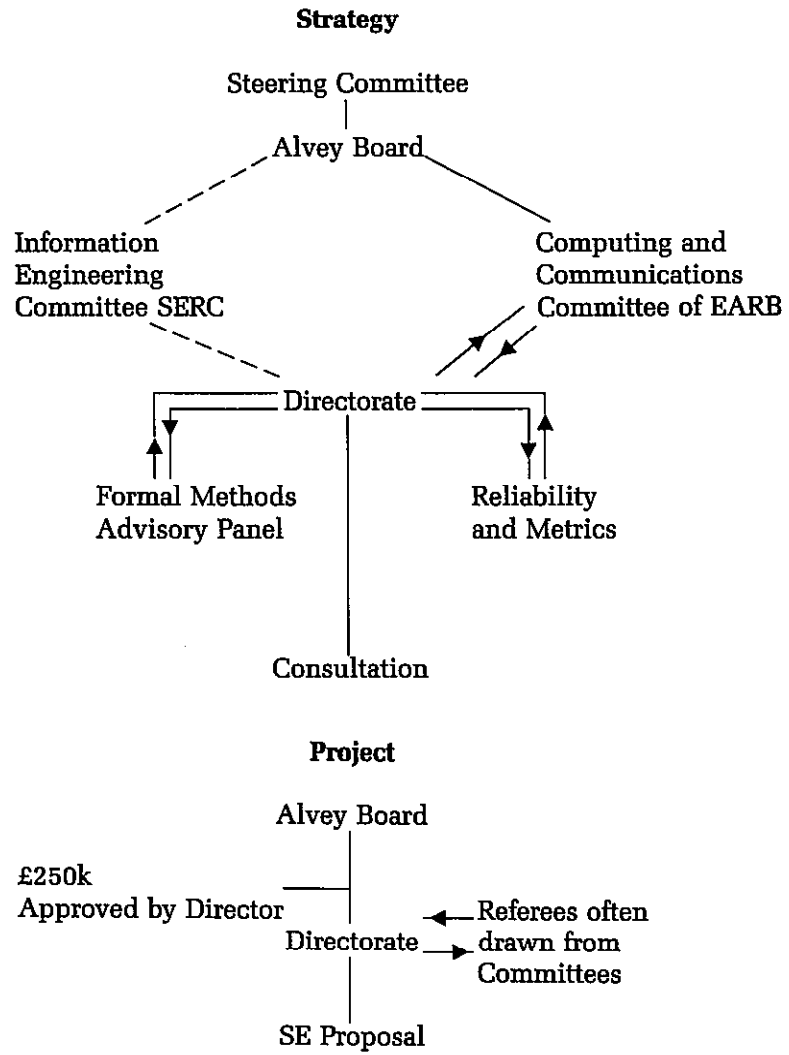 Strategy
Steering Committee
Alvey Board
Information
Engineering
Committee SERC
Computing and
Communications
Committee of EARB
Directorate
Formal Methods
Advisory Panel
Reliability
and Metrics
Consultation
Project
Alvey Board
£250k
Approved by Director
Referees often
drawn from
Committees
Directorate
SE Proposal